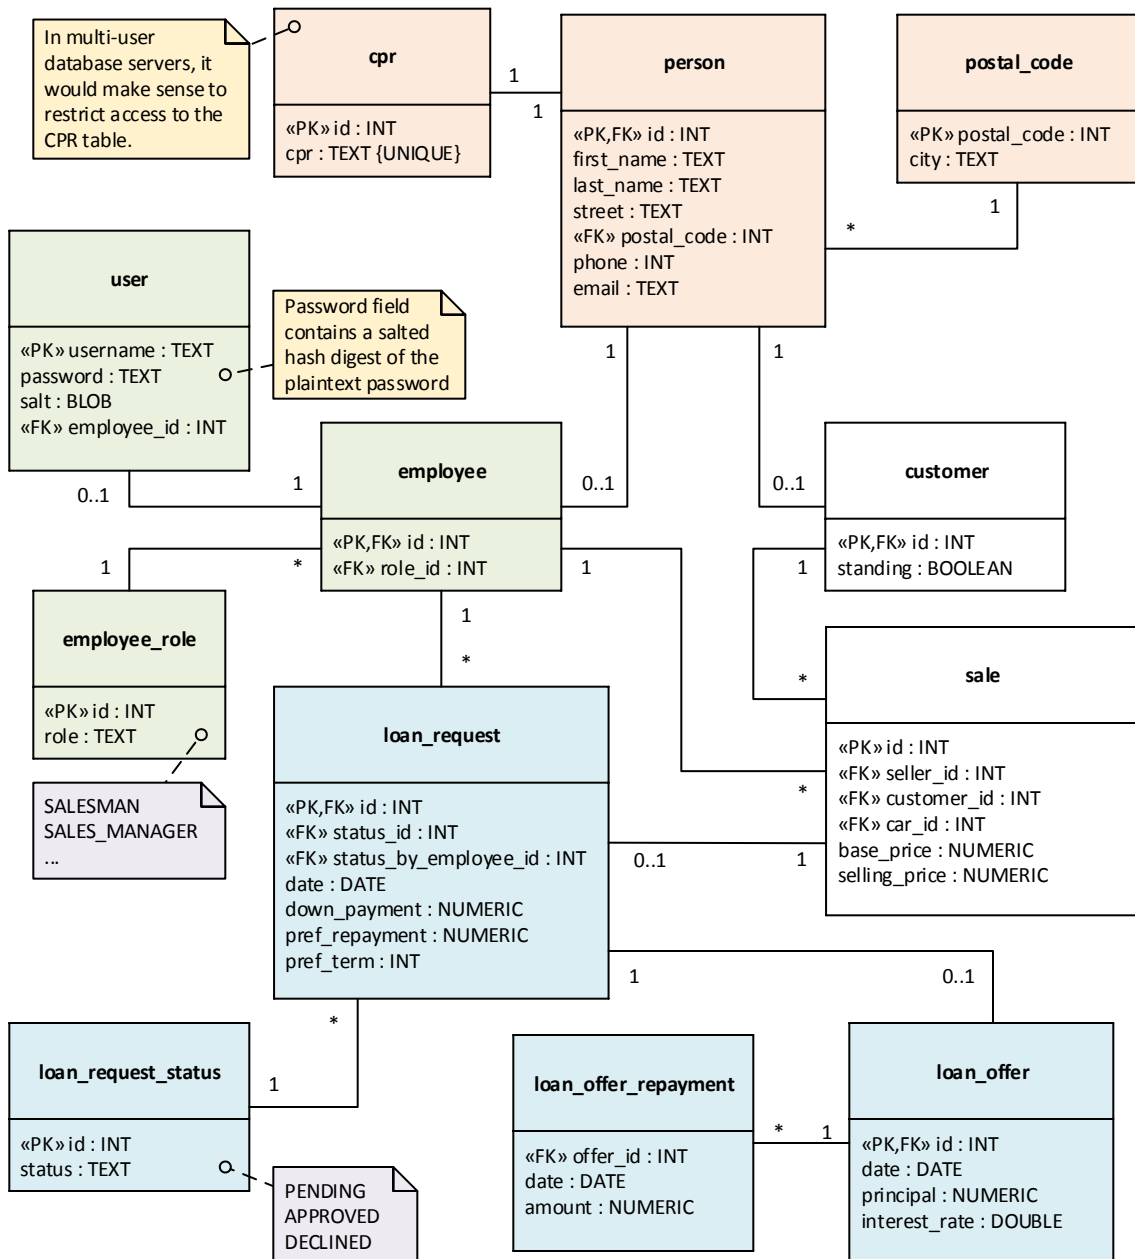 In multi-user
database servers, it
would make sense to
restrict access to the
CPR table.
cpr
«PK» id : INT
cpr : TEXT {UNIQUE}
1
1
person
«PK,FK» id : INT
first_name : TEXT
last_name : TEXT
street : TEXT
«FK» postal_code : INT
phone : INT
email : TEXT
postal_code
«PK» postal_code : INT
city : TEXT
1
*
user
«PK» username : TEXT
password : TEXT
salt : BLOB
«FK» employee_id : INT
Password field
contains a salted
hash digest of the
plaintext password
1
1
0..1
1
employee
«PK,FK» id : INT
«FK» role_id : INT
0..1
0..1
customer
«PK,FK» id : INT
standing : BOOLEAN
1
*
1
1
employee_role
«PK» id : INT
role : TEXT
SALESMAN
SALES_MANAGER
...
1
*
loan_request
«PK,FK» id : INT
«FK» status_id : INT
«FK» status_by_employee_id : INT
date : DATE
down_payment : NUMERIC
pref_repayment : NUMERIC
pref_term : INT
*
*
0..1
1
sale
«PK» id : INT
«FK» seller_id : INT
«FK» customer_id : INT
«FK» car_id : INT
base_price : NUMERIC
selling_price : NUMERIC
1
0..1
*
1
loan_request_status
«PK» id : INT
status : TEXT
PENDING
APPROVED
DECLINED
loan_offer_repayment
«FK» offer_id : INT
date : DATE
amount : NUMERIC
*
1
loan_offer
«PK,FK» id : INT
date : DATE
principal : NUMERIC
interest_rate : DOUBLE